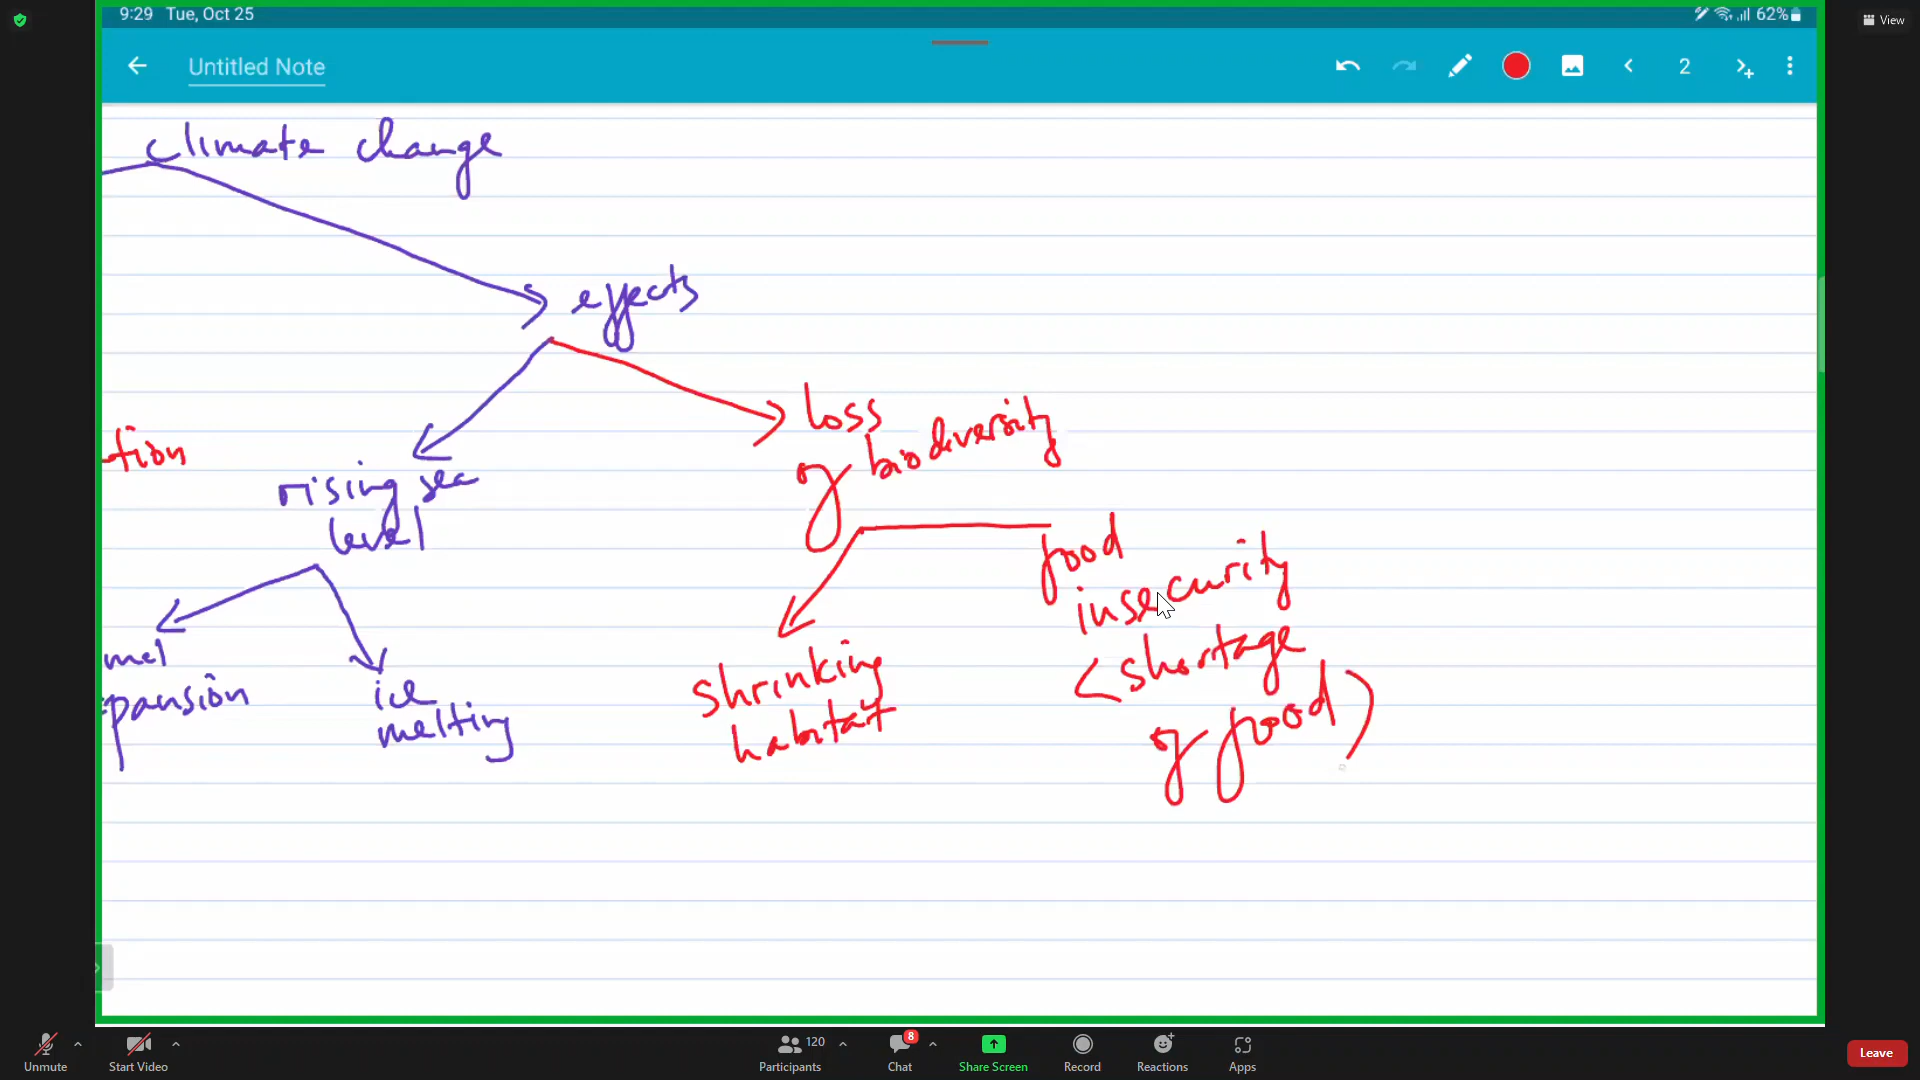 9:29 Tue, Oct 25
62%
View
Untitled Note
2
climate change
effects
loss
of biodiversity
tion
rising sea
level
food
insecurity
(shortage
of food)
mal
pansion
ice
melting
shrinking
habitat
Unmute
Start Video
Participants
120
Chat
8
Share Screen
Record
Reactions
Apps
Leave